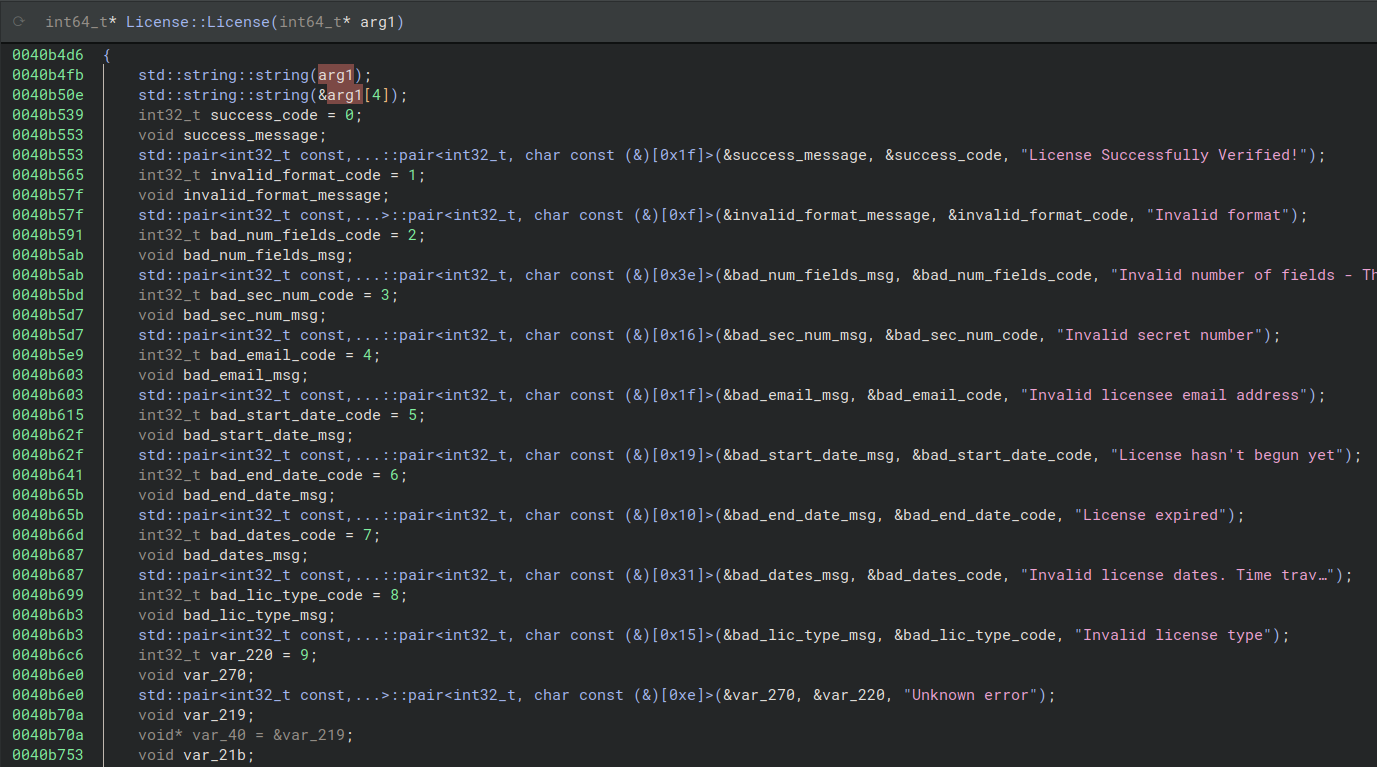 int64_t* License::License(int64_t* arg1)
0040b4d6 {
0040b4fb std::string::string(arg1);
0040b50e std::string::string(&arg1[4]);
0040b539 int32_t success_code = 0;
0040b553 void success_message;
0040b553 std::pair<int32_t const,...::pair<int32_t, char const (&)[0x1f]>(&success_message, &success_code, "License Successfully Verified!");
0040b565 int32_t invalid_format_code = 1;
0040b57f void invalid_format_message;
0040b57f std::pair<int32_t const,...>::pair<int32_t, char const (&)[0xf]>(&invalid_format_message, &invalid_format_code, "Invalid format");
0040b591 int32_t bad_num_fields_code = 2;
0040b5ab void bad_num_fields_msg;
0040b5ab std::pair<int32_t const,...::pair<int32_t, char const (&)[0x3e]>(&bad_num_fields_msg, &bad_num_fields_code, "Invalid number of fields - Th
0040b5bd int32_t bad_sec_num_code = 3;
0040b5d7 void bad_sec_num_msg;
0040b5d7 std::pair<int32_t const,...::pair<int32_t, char const (&)[0x16]>(&bad_sec_num_msg, &bad_sec_num_code, "Invalid secret number");
0040b5e9 int32_t bad_email_code = 4;
0040b603 void bad_email_msg;
0040b603 std::pair<int32_t const,...::pair<int32_t, char const (&)[0x1f]>(&bad_email_msg, &bad_email_code, "Invalid licensee email address");
0040b615 int32_t bad_start_date_code = 5;
0040b62f void bad_start_date_msg;
0040b62f std::pair<int32_t const,...::pair<int32_t, char const (&)[0x19]>(&bad_start_date_msg, &bad_start_date_code, "License hasn't begun yet");
0040b641 int32_t bad_end_date_code = 6;
0040b65b void bad_end_date_msg;
0040b65b std::pair<int32_t const,...::pair<int32_t, char const (&)[0x10]>(&bad_end_date_msg, &bad_end_date_code, "License expired");
0040b66d int32_t bad_dates_code = 7;
0040b687 void bad_dates_msg;
0040b687 std::pair<int32_t const,...::pair<int32_t, char const (&)[0x31]>(&bad_dates_msg, &bad_dates_code, "Invalid license dates. Time trav…");
0040b699 int32_t bad_lic_type_code = 8;
0040b6b3 void bad_lic_type_msg;
0040b6b3 std::pair<int32_t const,...::pair<int32_t, char const (&)[0x15]>(&bad_lic_type_msg, &bad_lic_type_code, "Invalid license type");
0040b6c6 int32_t var_220 = 9;
0040b6e0 void var_270;
0040b6e0 std::pair<int32_t const,...>::pair<int32_t, char const (&)[0xe]>(&var_270, &var_220, "Unknown error");
0040b70a void var_219;
0040b70a void* var_40 = &var_219;
0040b753 void var_21b;